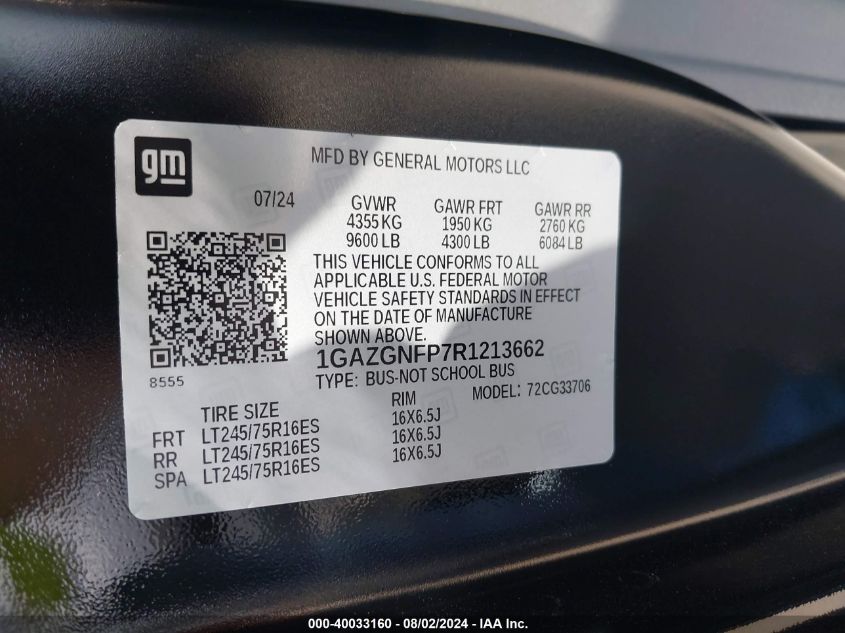 gm
MFD BY GENERAL MOTORS LLC
07/24
GVWR GAWR FRT GAWR RR
4355 KG 1950 KG 2760 KG
9600 LB 4300 LB 6084 LB
THIS VEHICLE CONFORMS TO ALL
APPLICABLE U.S. FEDERAL MOTOR
VEHICLE SAFETY STANDARDS IN EFFECT
ON THE DATE OF MANUFACTURE
SHOWN ABOVE.
1GAZGNFP7R1213662
8555
TYPE: BUS-NOT SCHOOL BUS
MODEL: 72CG33706
TIRE SIZE RIM
FRT LT245/75R16ES 16X6.5J
RR LT245/75R16ES 16X6.5J
SPA LT245/75R16ES 16X6.5J
000-40033160 - 08/02/2024 - IAA Inc.